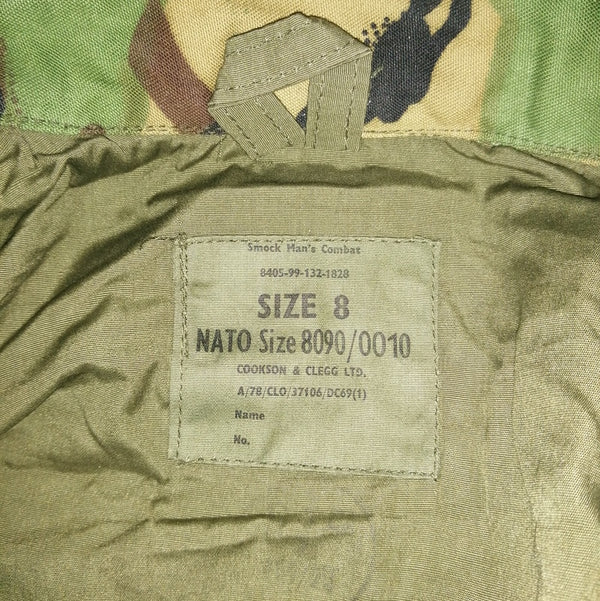 Smock Man's Combat
8405-99-132-1828
SIZE 8
NATO Size 8090/0010
COOKSON & CLEGG LTD.
A/78/CLO/37106/DC69(1)
Name
No.